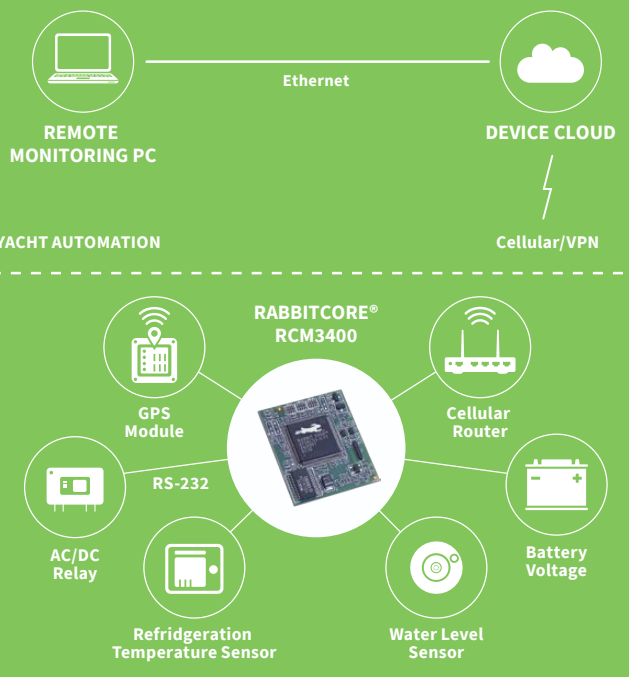 Ethernet
REMOTE
MONITORING PC
DEVICE CLOUD
YACHT AUTOMATION
Cellular/VPN
RABBITCORE®
RCM3400
GPS
Module
Cellular
Router
RS-232
AC/DC
Relay
Battery
Voltage
Refridgeration
Temperature Sensor
Water Level
Sensor